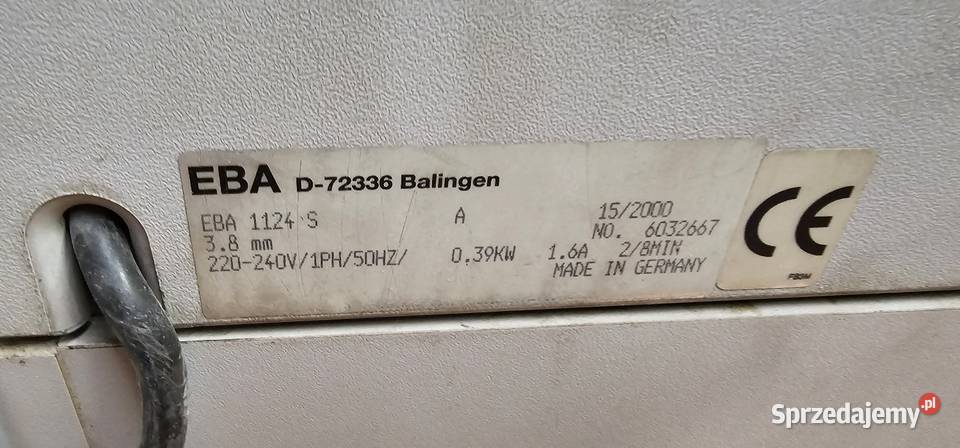 EBA D-72336 Balingen
EBA 1124 S A 15/2000
3.8 mm NO. 6032667
220-240V/1PH/50HZ/ 0.39KW 1.6A 2/8MIN
MADE IN GERMANY
CE
Sprzedajemy.pl